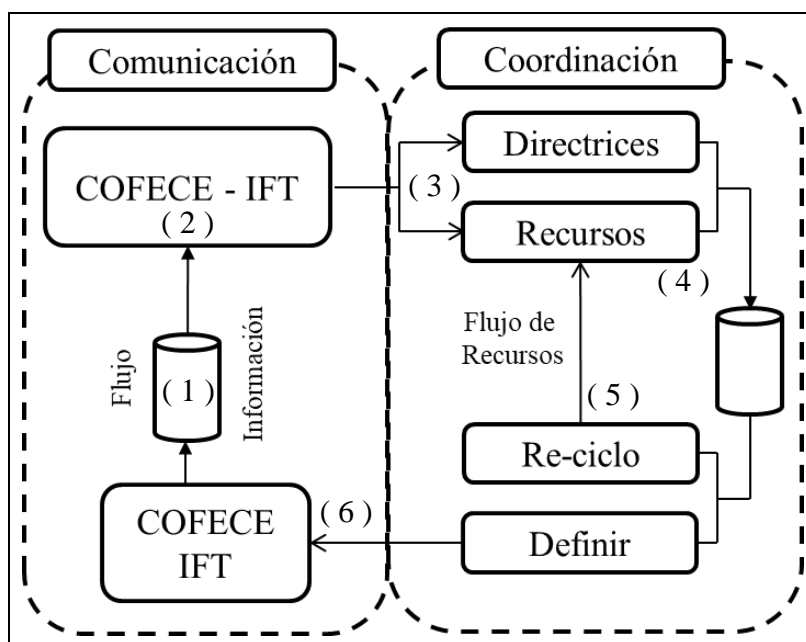 Comunicación
Coordinación
COFECE - IFT
( 2 )
( 3 )
Directrices
Recursos
( 4 )
Flujo
( 1 )
Información
Flujo de
Recursos
( 5 )
Re-ciclo
COFECE
IFT
( 6 )
Definir